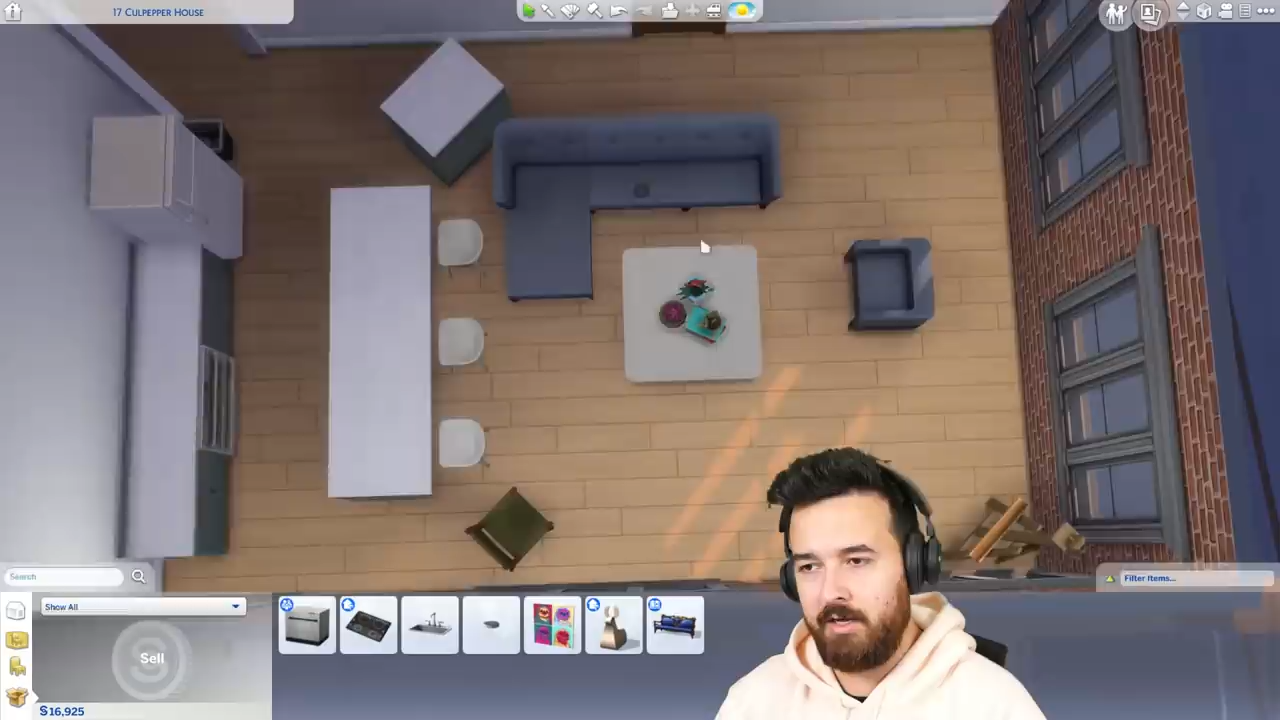 17 CULPEPPER HOUSE
Search
Filter Items...
Show All
Sell
§16,925